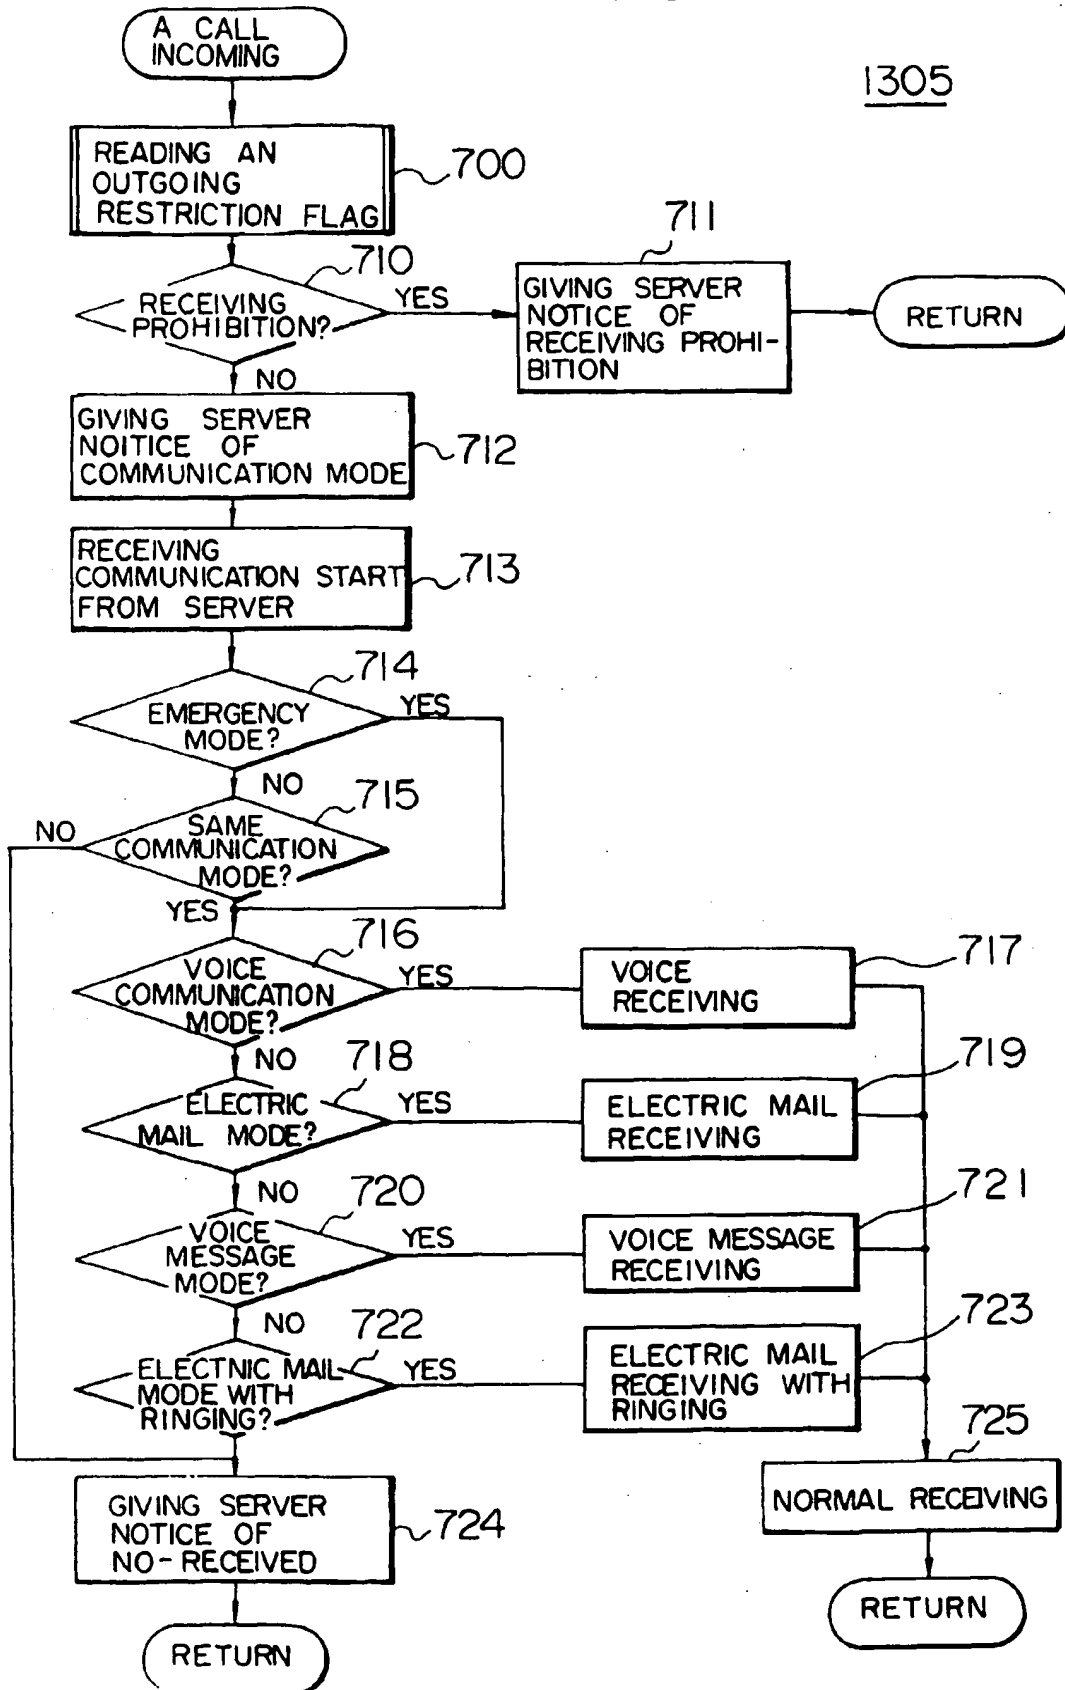 A CALL
INCOMING
1305
READING AN
OUTGOING
RESTRICTION FLAG
700
710
RECEIVING
PROHIBITION?
YES
711
GIVING SERVER
NOTICE OF
RECEIVING PROHI-
BITION
RETURN
NO
GIVING SERVER
NOITICE OF
COMMUNICATION MODE
712
RECEIVING
COMMUNICATION START
FROM SERVER
713
714
EMERGENCY
MODE?
YES
NO
715
NO
SAME
COMMUNICATION
MODE?
YES
716
VOICE
COMMUNICATION
MODE?
YES
717
VOICE
RECEIVING
NO
718
ELECTRIC
MAIL MODE?
YES
719
ELECTRIC MAIL
RECEIVING
NO
720
VOICE
MESSAGE
MODE?
YES
721
VOICE MESSAGE
RECEIVING
NO
722
ELECTNIC MAIL
MODE WITH
RINGING?
YES
723
ELECTRIC MAIL
RECEIVING WITH
RINGING
725
NORMAL RECEIVING
GIVING SERVER
NOTICE OF
NO-RECEIVED
724
RETURN
RETURN